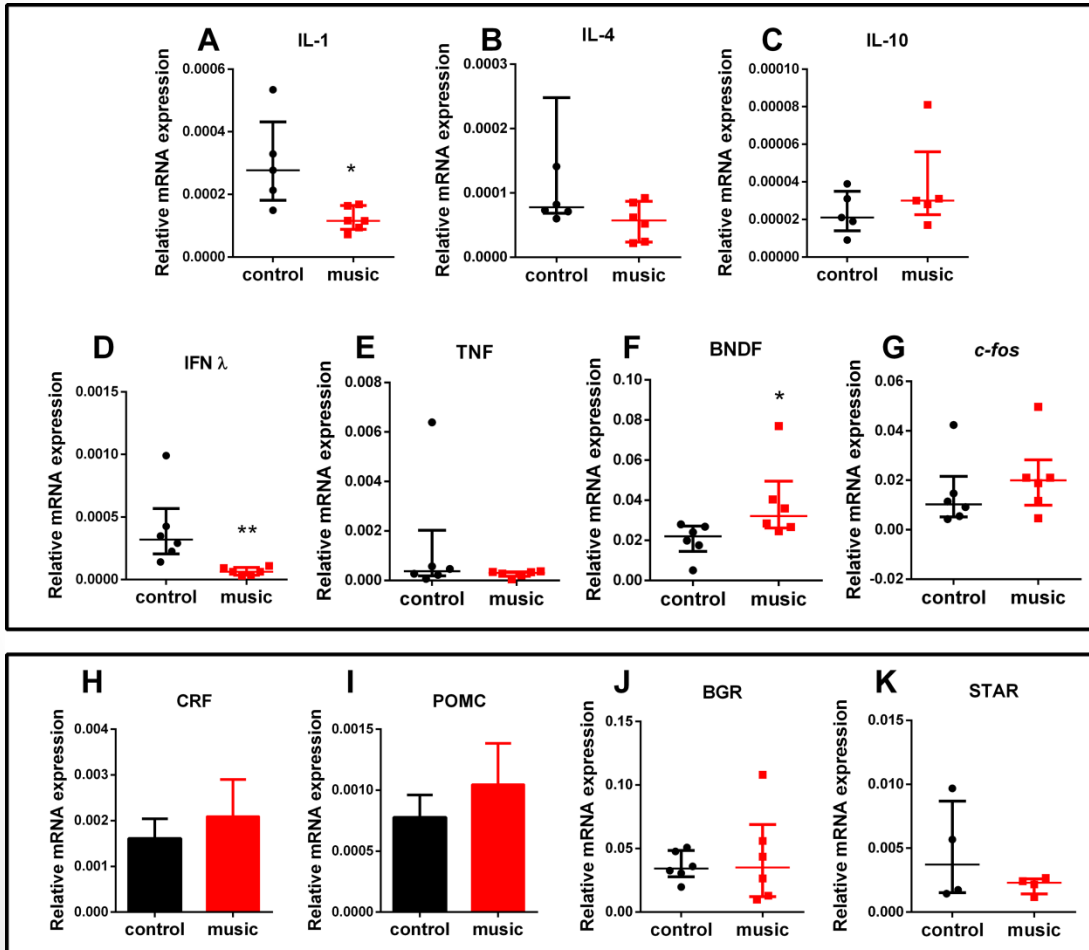 A IL-1
Relative mRNA expression
0.0006
0.0004
0.0002
0.0000
*
control music
B IL-4
Relative mRNA expression
0.0003
0.0002
0.0001
0.0000
control music
C IL-10
Relative mRNA expression
0.00010
0.00008
0.00006
0.00004
0.00002
0.00000
control music
D IFN λ
Relative mRNA expression
0.0015
0.0010
0.0005
0.0000
**
control music
E TNF
Relative mRNA expression
0.008
0.006
0.004
0.002
0.000
control music
F BNDF
Relative mRNA expression
0.10
0.08
0.06
0.04
0.02
0.00
*
control music
G c-fos
Relative mRNA expression
0.06
0.04
0.02
0.00
-0.02
control music
H CRF
Relative mRNA expression
0.004
0.003
0.002
0.001
0.000
control music
I POMC
Relative mRNA expression
0.0015
0.0010
0.0005
0.0000
control music
J BGR
Relative mRNA expression
0.15
0.10
0.05
0.00
control music
K STAR
Relative mRNA expression
0.015
0.010
0.005
0.000
control music